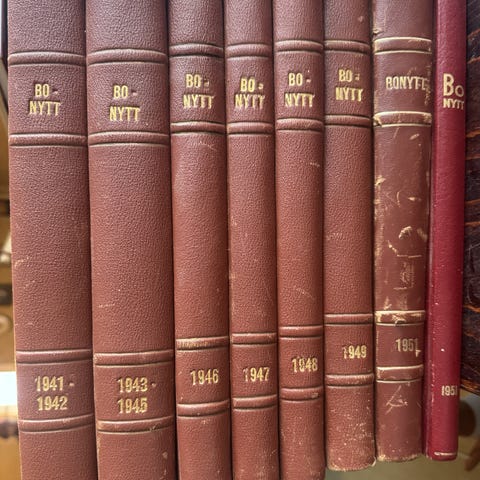 BO-
NYTT
1941-
1942
BO-
NYTT
1943-
1945
BO-
NYTT
1946
BO-
NYTT
1947
BO-
NYTT
1948
BO-
NYTT
1949
BONYTT
1951
BO
NYTT
1951